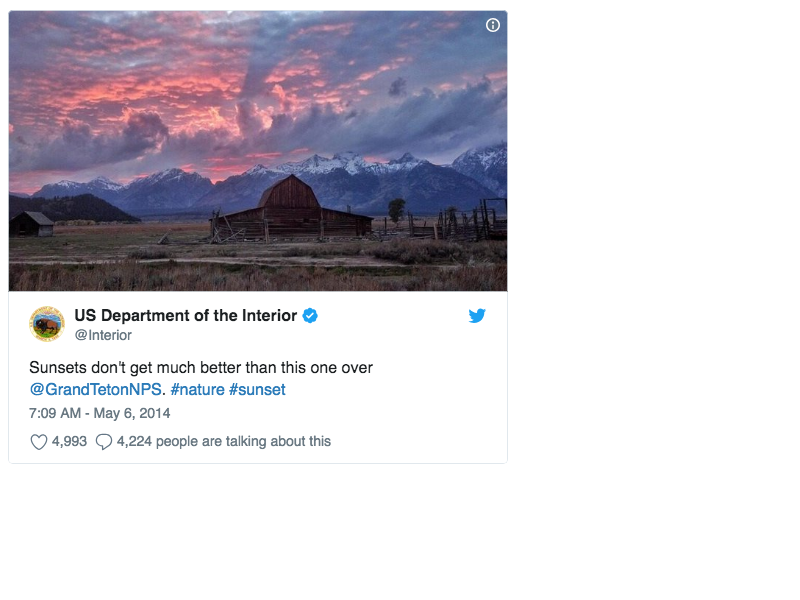 US Department of the Interior
@Interior
Sunsets don't get much better than this one over
@GrandTetonNPS. #nature #sunset
7:09 AM - May 6, 2014
4,993 4,224 people are talking about this